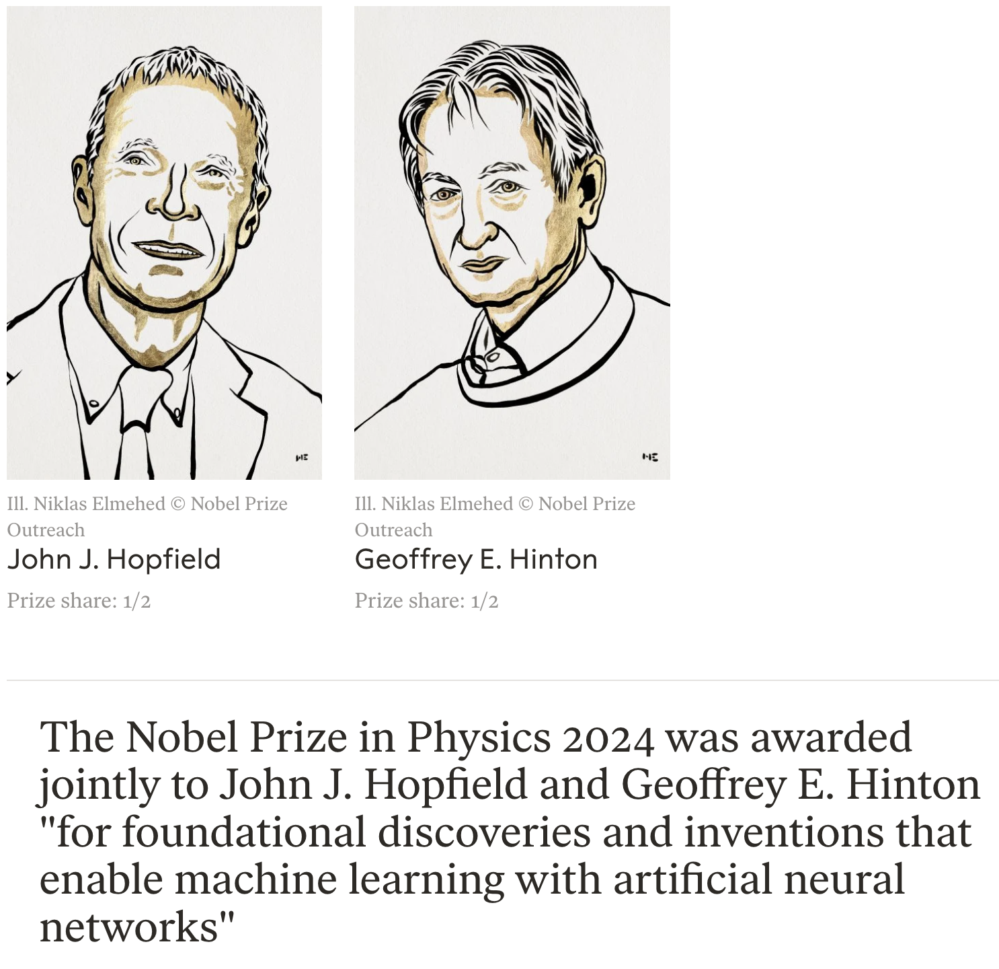 Ill. Niklas Elmehed © Nobel Prize
Outreach
John J. Hopfield
Prize share: 1/2
Ill. Niklas Elmehed © Nobel Prize
Outreach
Geoffrey E. Hinton
Prize share: 1/2
The Nobel Prize in Physics 2024 was awarded
jointly to John J. Hopfield and Geoffrey E. Hinton
"for foundational discoveries and inventions that
enable machine learning with artificial neural
networks"